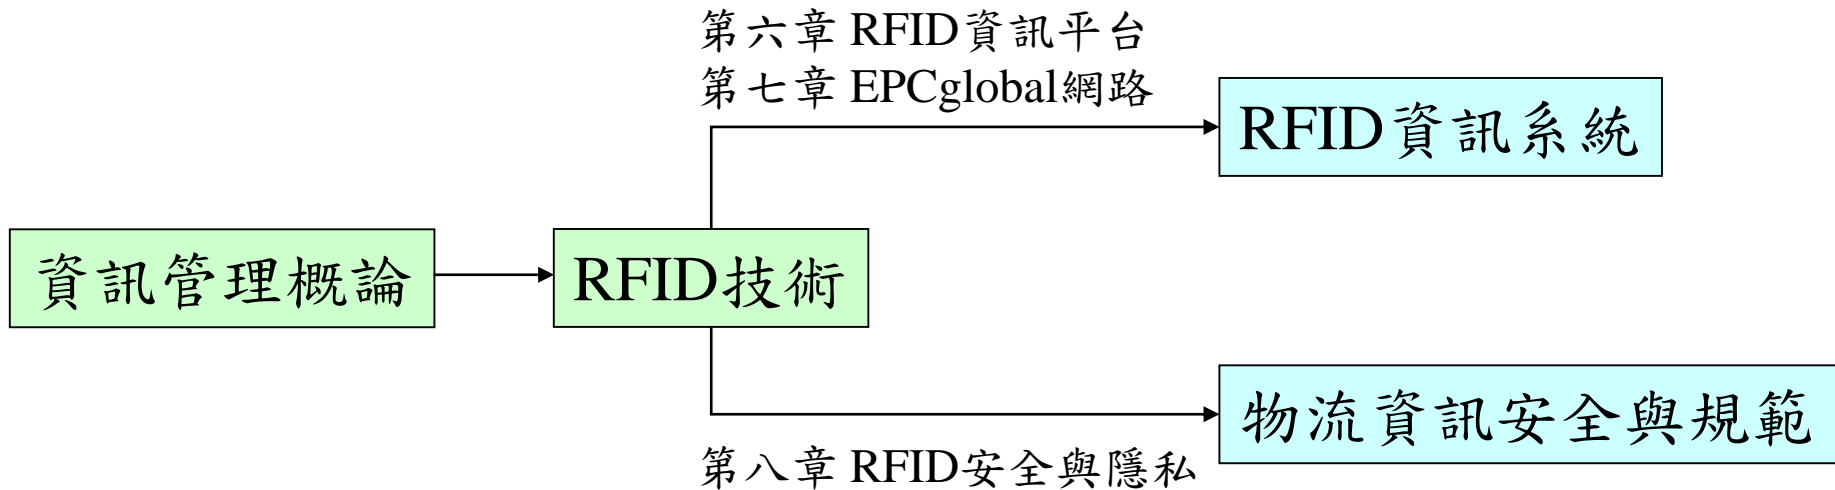 第六章 RFID資訊平台
第七章 EPCglobal網路
RFID資訊系統
資訊管理概論
RFID技術
物流資訊安全與規範
第八章 RFID安全與隱私